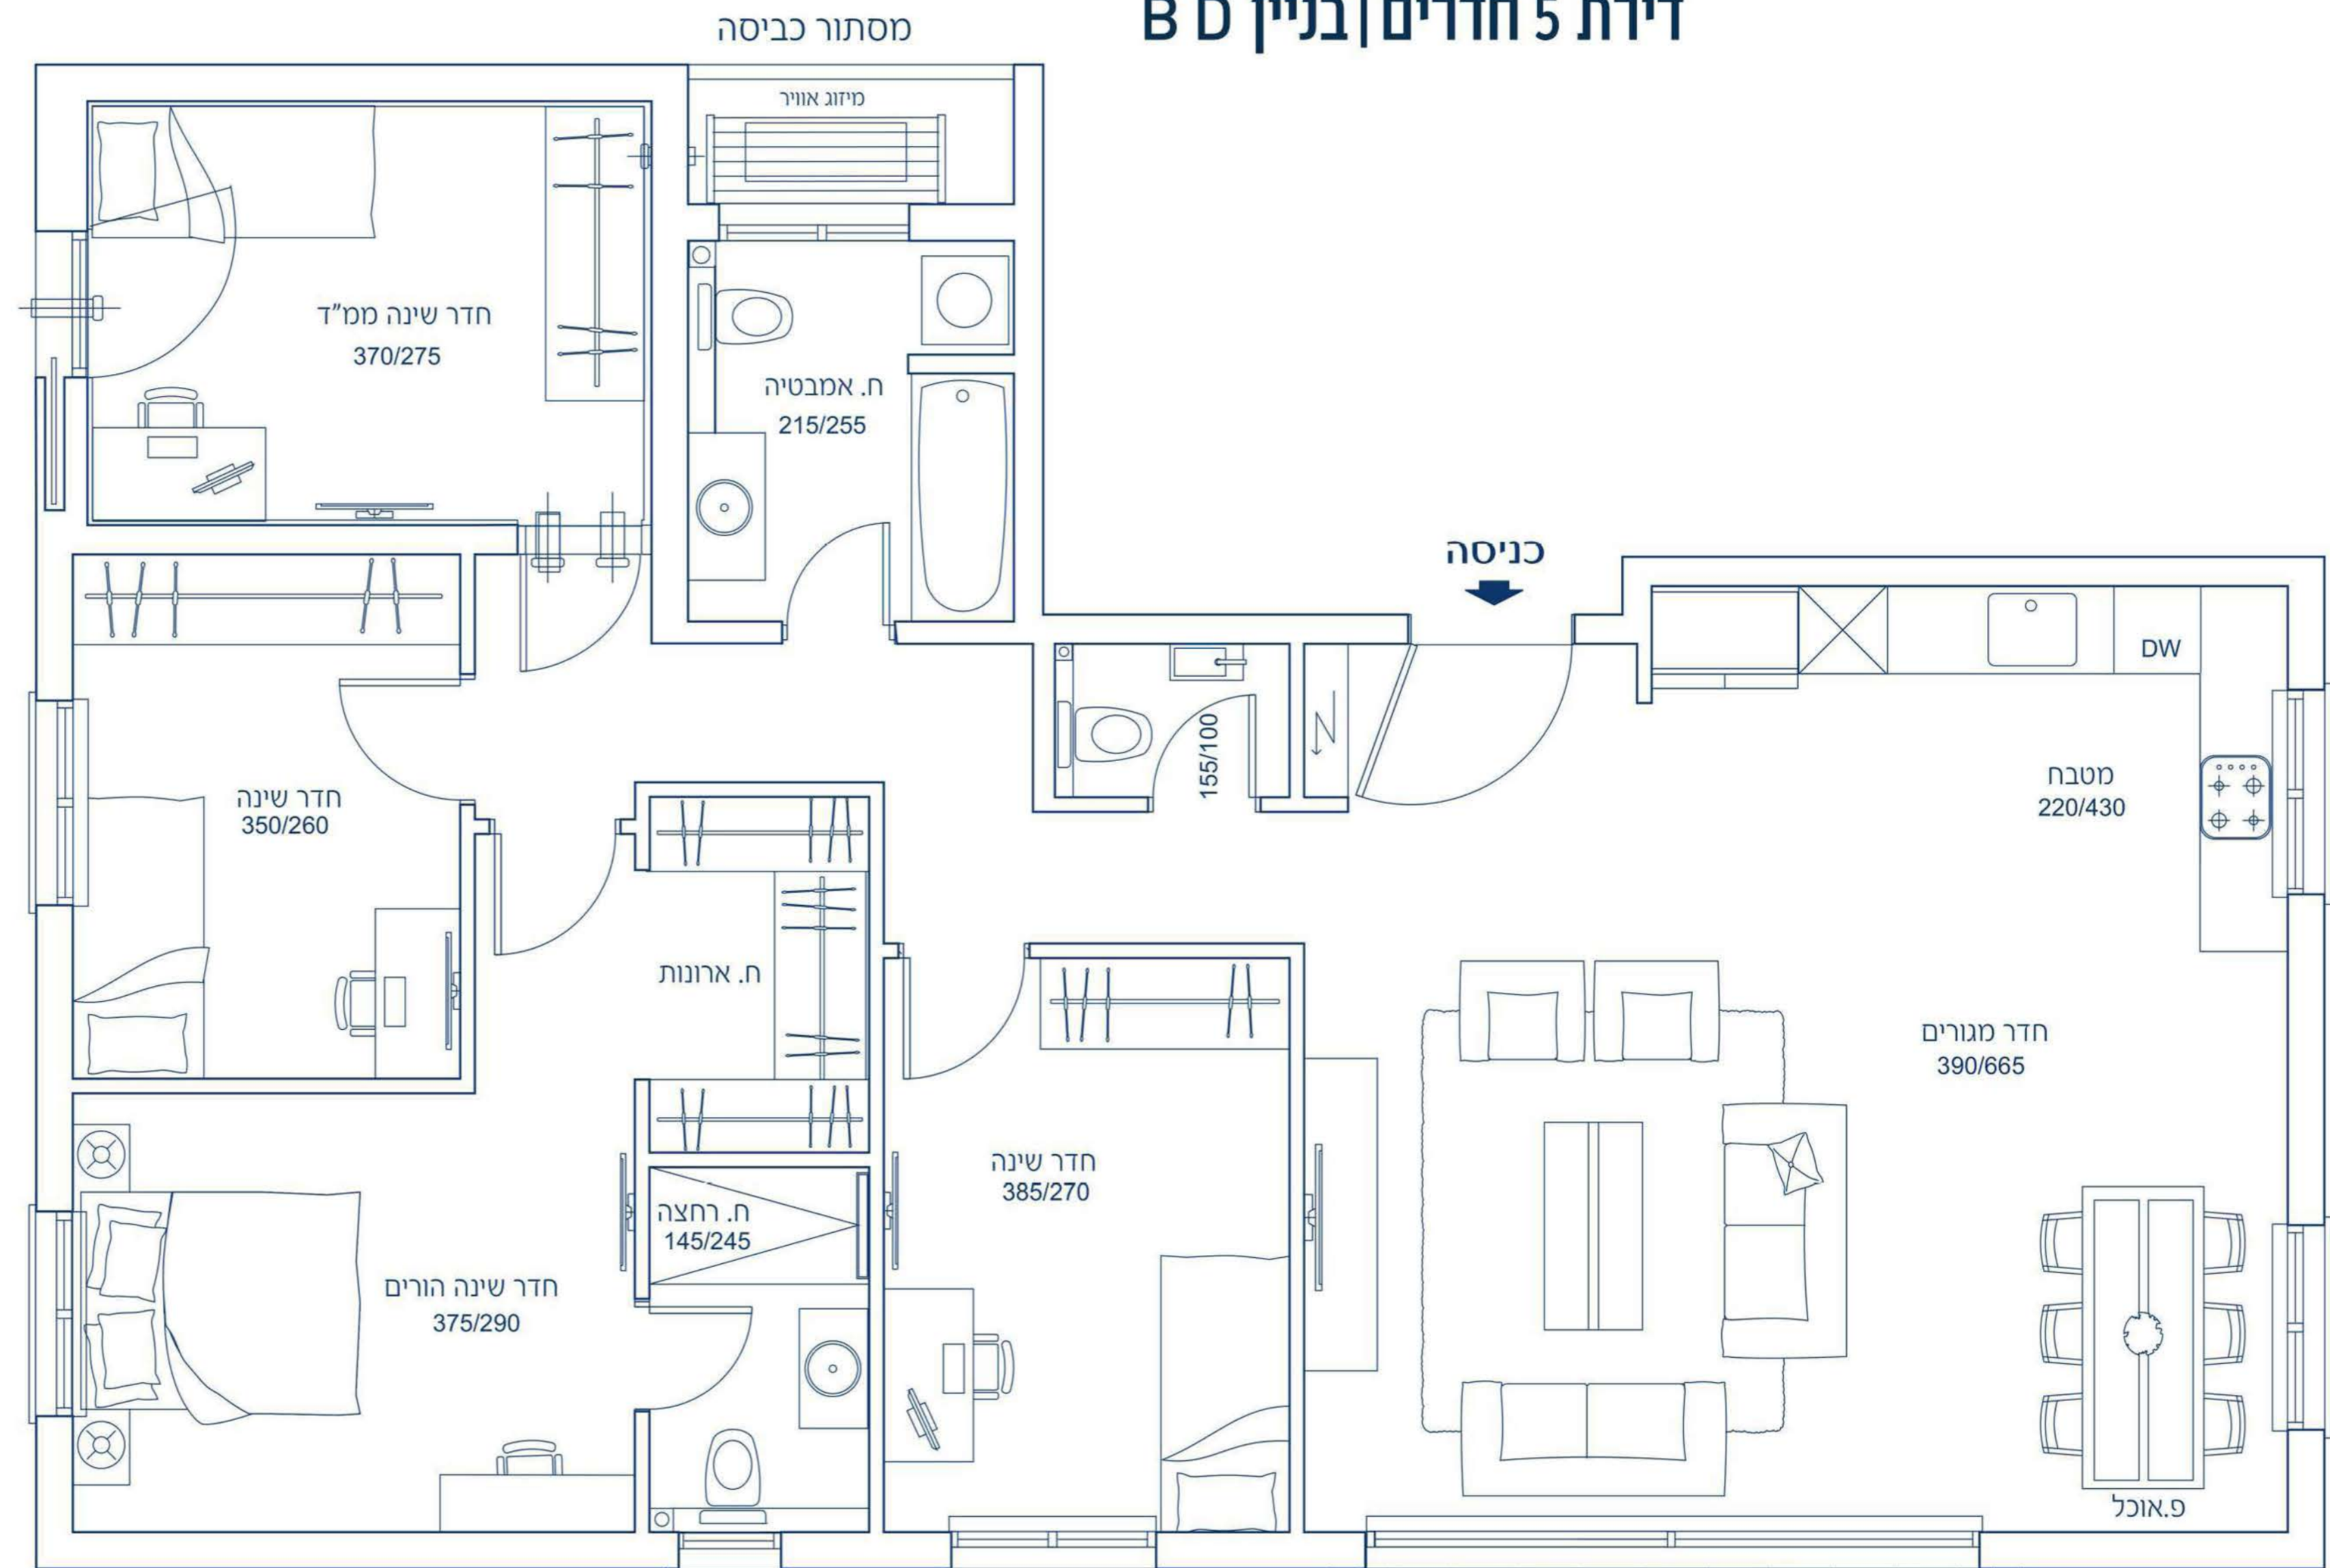 דירת 5 חדרים | בניין B D
מסתור כביסה
מיזוג אוויר
חדר שינה ממ"ד
370/275
ח. אמבטיה
215/255
כניסה
DW
155/100
מטבח
220/430
חדר שינה
350/260
ח. ארונות
חדר מגורים
390/665
חדר שינה
385/270
ח. רחצה
145/245
חדר שינה הורים
375/290
פ.אוכל